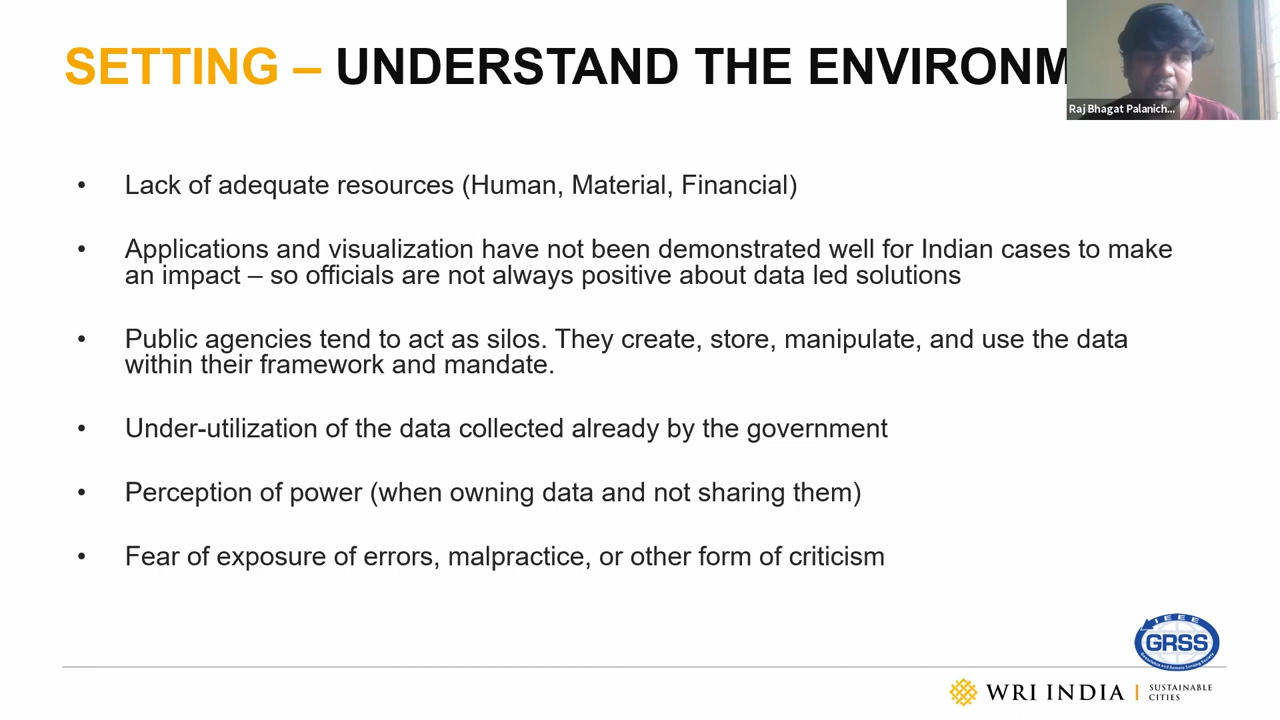 SETTING – UNDERSTAND THE ENVIRONM
Raj Bhagat Palanich...
• Lack of adequate resources (Human, Material, Financial)
• Applications and visualization have not been demonstrated well for Indian cases to make
an impact – so officials are not always positive about data led solutions
• Public agencies tend to act as silos. They create, store, manipulate, and use the data
within their framework and mandate.
• Under-utilization of the data collected already by the government
• Perception of power (when owning data and not sharing them)
• Fear of exposure of errors, malpractice, or other form of criticism
IEEE
GRSS
Geoscience and Remote Sensing Society
WRI INDIA | SUSTAINABLE
CITIES